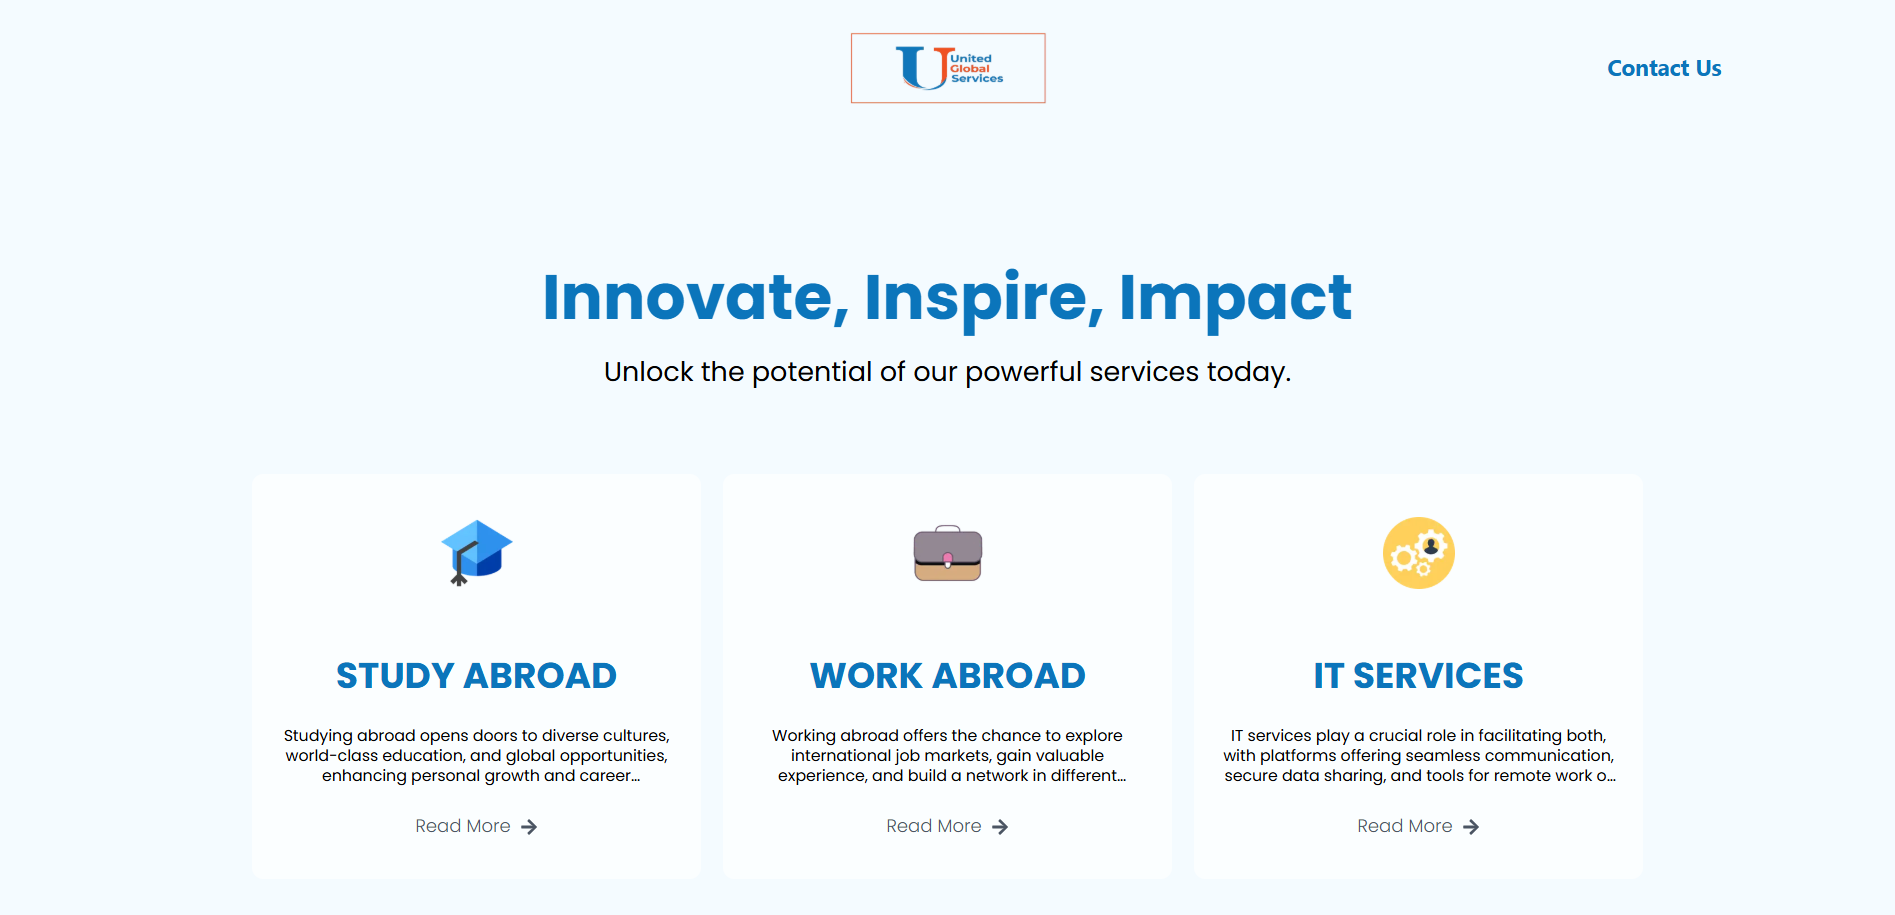 United
Global
Services
Contact Us
Innovate, Inspire, Impact
Unlock the potential of our powerful services today.
STUDY ABROAD
Studying abroad opens doors to diverse cultures,
world-class education, and global opportunities,
enhancing personal growth and career...
Read More
WORK ABROAD
Working abroad offers the chance to explore
international job markets, gain valuable
experience, and build a network in different...
Read More
IT SERVICES
IT services play a crucial role in facilitating both,
with platforms offering seamless communication,
secure data sharing, and tools for remote work o...
Read More